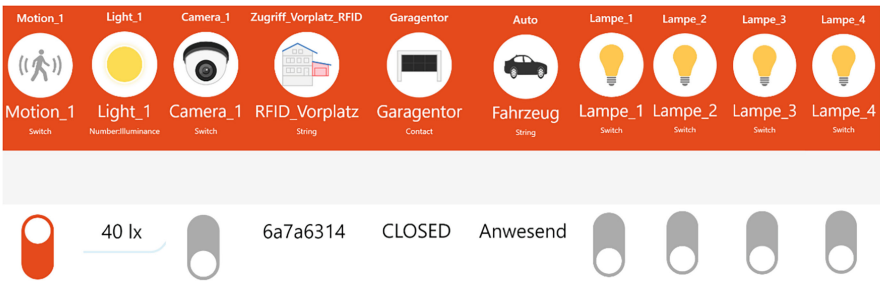 Motion_1 Light_1 Camera_1 Zugriff_Vorplatz_RFID Garagentor Auto Lampe_1 Lampe_2 Lampe_3 Lampe_4
Motion_1 Light_1 Camera_1 RFID_Vorplatz Garagentor Fahrzeug Lampe_1 Lampe_2 Lampe_3 Lampe_4
Switch Number:Illuminance Switch String Contact String Switch Switch Switch Switch
40 lx 6a7a6314 CLOSED Anwesend